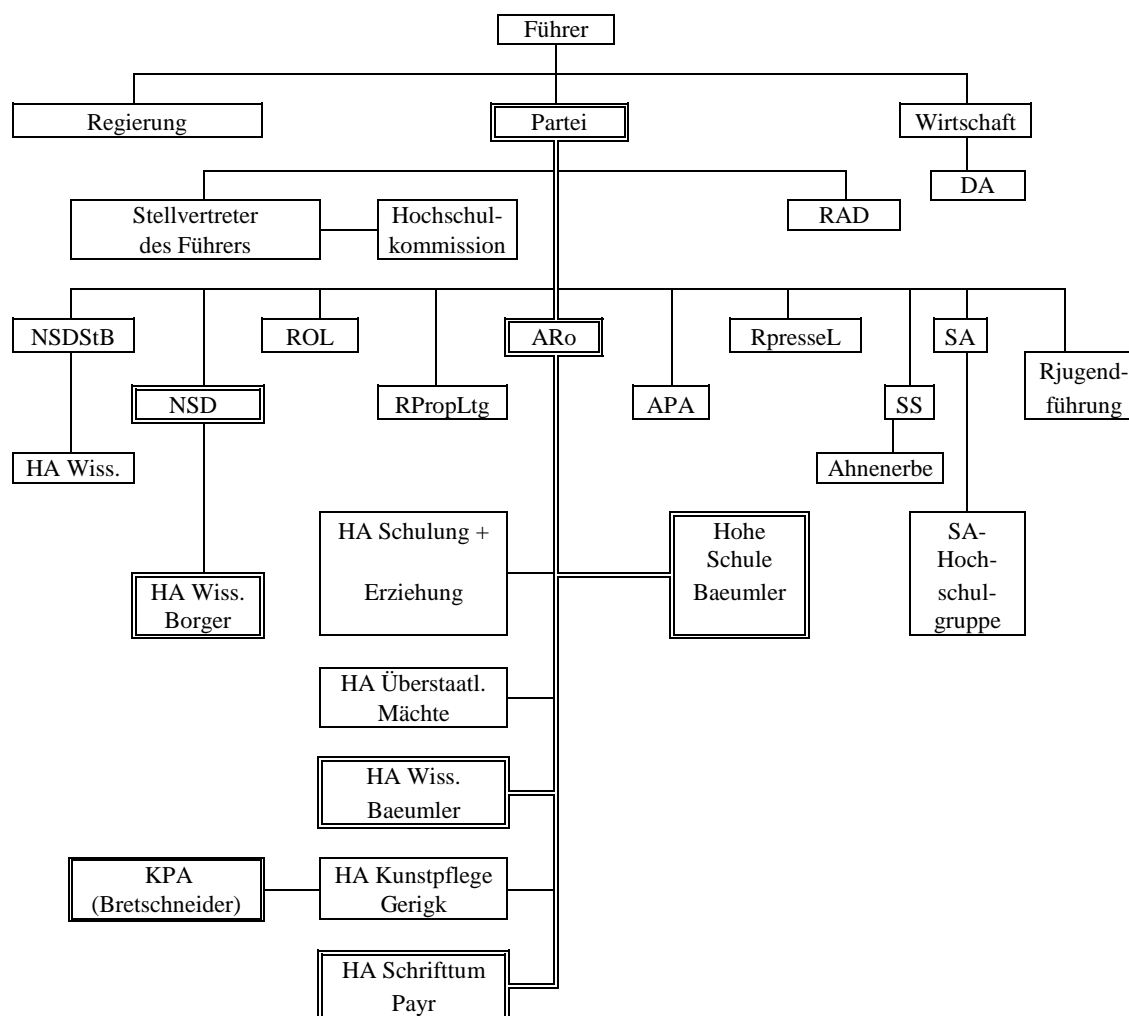 Führer
Regierung
Partei
Wirtschaft
DA
Stellvertreter
des Führers
Hochschul-
kommission
RAD
NSDStB
ROL
ARo
RpresseL
SA
NSD
RPropLtg
APA
SS
Rjugend-
führung
HA Wiss.
Ahnenerbe
HA Schulung +
Erziehung
Hohe
Schule
Baeumler
SA-
Hoch-
schul-
gruppe
HA Wiss.
Borger
HA Überstaatl.
Mächte
HA Wiss.
Baeumler
KPA
(Bretschneider)
HA Kunstpflege
Gerigk
HA Schrifttum
Payr